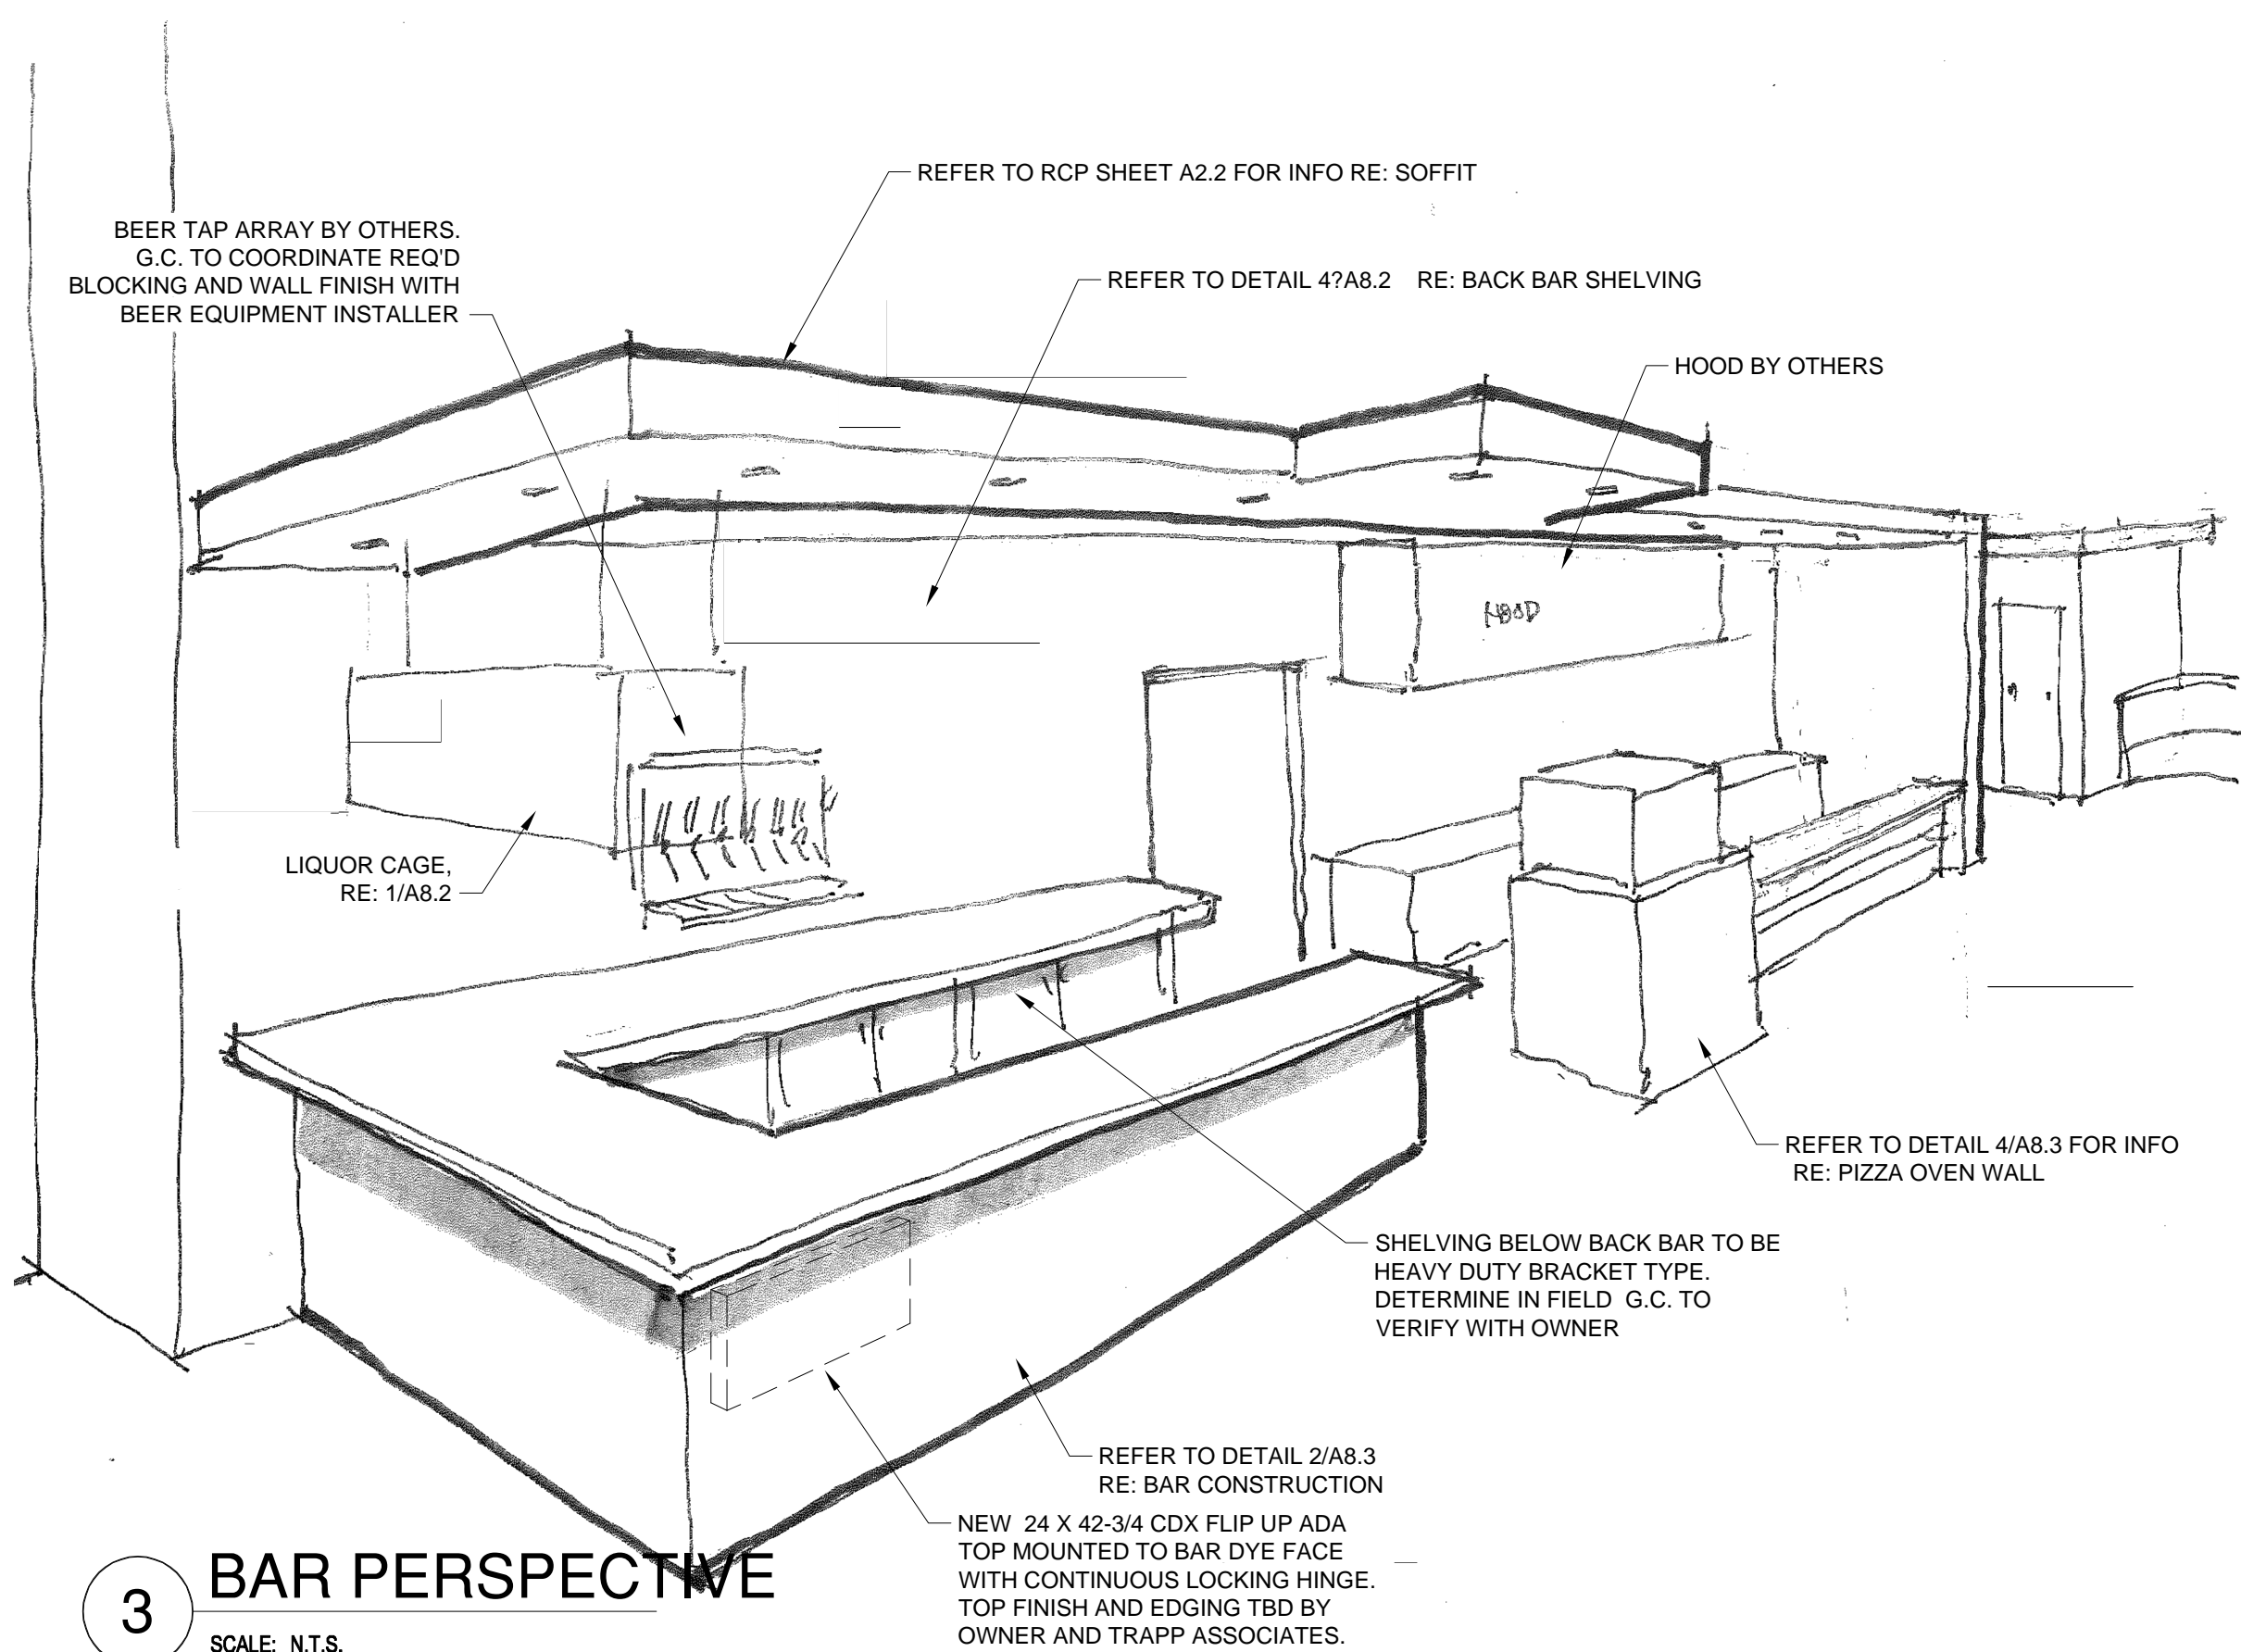 REFER TO RCP SHEET A2.2 FOR INFO RE: SOFFIT
BEER TAP ARRAY BY OTHERS.
G.C. TO COORDINATE REQ'D
BLOCKING AND WALL FINISH WITH
BEER EQUIPMENT INSTALLER
REFER TO DETAIL 4?A8.2 RE: BACK BAR SHELVING
HOOD BY OTHERS
HOOD
LIQUOR CAGE,
RE: 1/A8.2
REFER TO DETAIL 4/A8.3 FOR INFO
RE: PIZZA OVEN WALL
SHELVING BELOW BACK BAR TO BE
HEAVY DUTY BRACKET TYPE.
DETERMINE IN FIELD G.C. TO
VERIFY WITH OWNER
REFER TO DETAIL 2/A8.3
RE: BAR CONSTRUCTION
NEW 24 X 42-3/4 CDX FLIP UP ADA
TOP MOUNTED TO BAR DYE FACE
WITH CONTINUOUS LOCKING HINGE.
TOP FINISH AND EDGING TBD BY
OWNER AND TRAPP ASSOCIATES.
3
BAR PERSPECTIVE
SCALE: N.T.S.